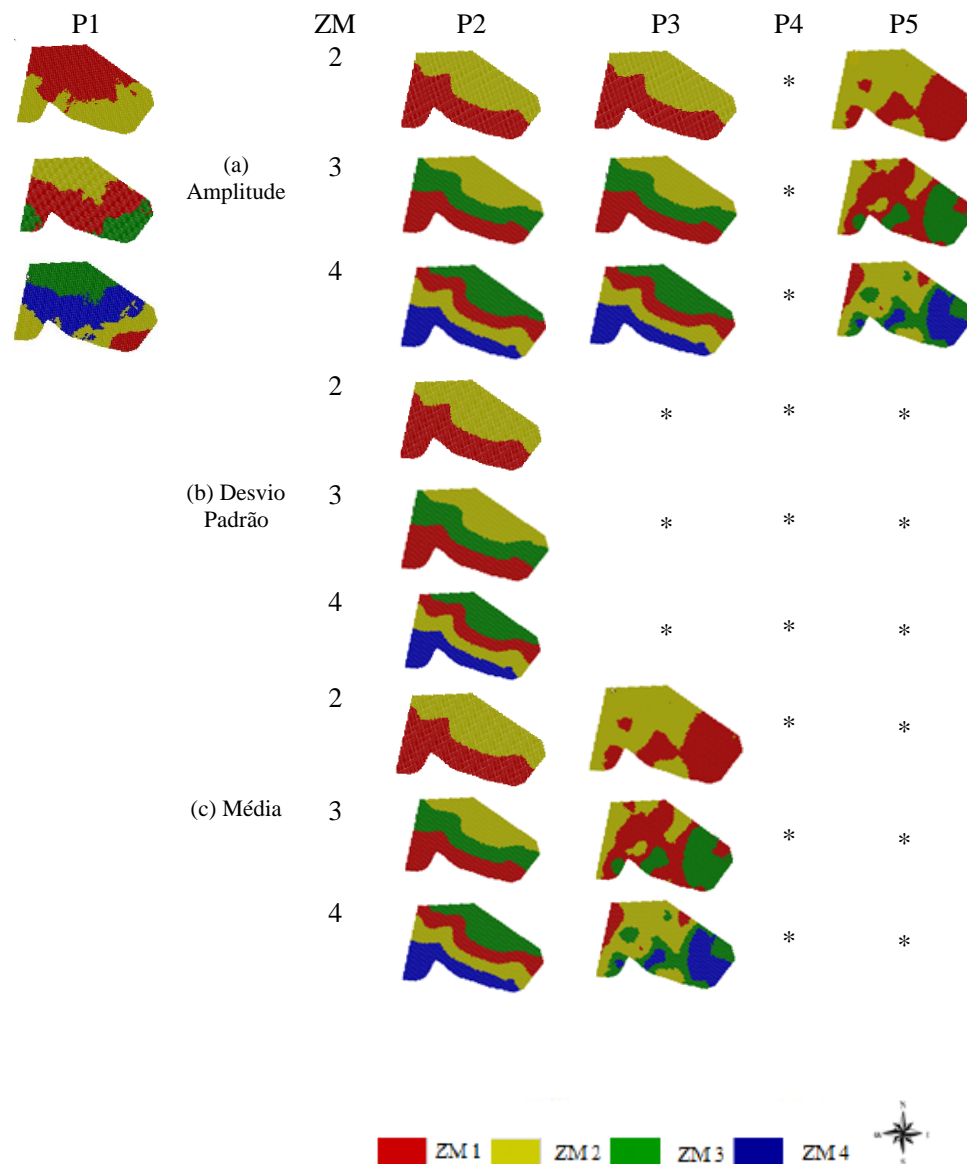 P1 ZM P2 P3 P4 P5
2 *
(a)
Amplitude
3 *
4 *
2 * * *
(b) Desvio
Padrão
3 * * *
4 * * *
2 * *
(c) Média 3 * *
4 * *
N
S
ZM 1 ZM 2 ZM 3 ZM 4